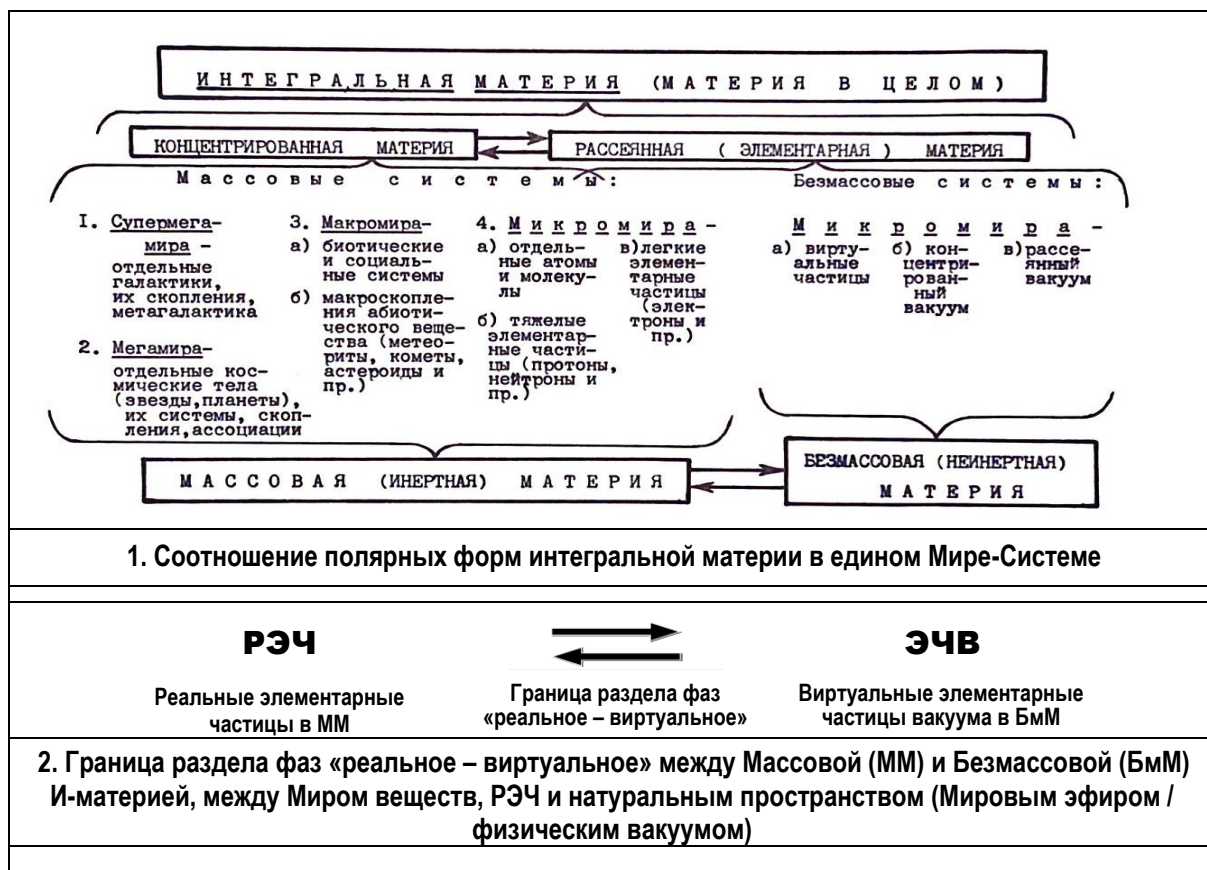 ИНТЕГРАЛЬНАЯ МАТЕРИЯ (МАТЕРИЯ В ЦЕЛОМ)
КОНЦЕНТРИРОВАННАЯ МАТЕРИЯ
РАССЕЯННАЯ (ЭЛЕМЕНТАРНАЯ) МАТЕРИЯ
Массовые системы:
I. Супермега-
мира -
отдельные
галактики,
их скопления,
метагалактика
2. Мегамира-
отдельные кос-
мические тела
(звезды,планеты),
их системы, скоп-
ления,ассоциации
3. Макромира-
а) биотические
и социаль-
ные системы
б) макроскопле-
ния абиоти-
ческого веще-
ства (метео-
риты, кометы,
астероиды и
пр.)
4. Микромира-
а) отдель-
ные атомы
и молеку-
лы
б) тяжелые
элементар-
ные части-
цы (протоны,
нейтроны и
пр.)
в)легкие
элемен-
тарные
частицы
(элек-
троны и
пр.)
Безмассовые системы:
Микромира-
а) вирту-
альные
частицы
б) кон-
центри-
рован-
ный
вакуум
в)рассе-
янный
вакуум
МАССОВАЯ (ИНЕРТНАЯ) МАТЕРИЯ
БЕЗМАССОВАЯ (НЕИНЕРТНАЯ)
МАТЕРИЯ
1. Соотношение полярных форм интегральной материи в едином Мире-Системе
РЭЧ
ЭЧВ
Реальные элементарные
частицы в ММ
Граница раздела фаз
«реальное – виртуальное»
Виртуальные элементарные
частицы вакуума в БмМ
2. Граница раздела фаз «реальное – виртуальное» между Массовой (ММ) и Безмассовой (БмМ)
И-материей, между Миром веществ, РЭЧ и натуральным пространством (Мировым эфиром /
физическим вакуумом)